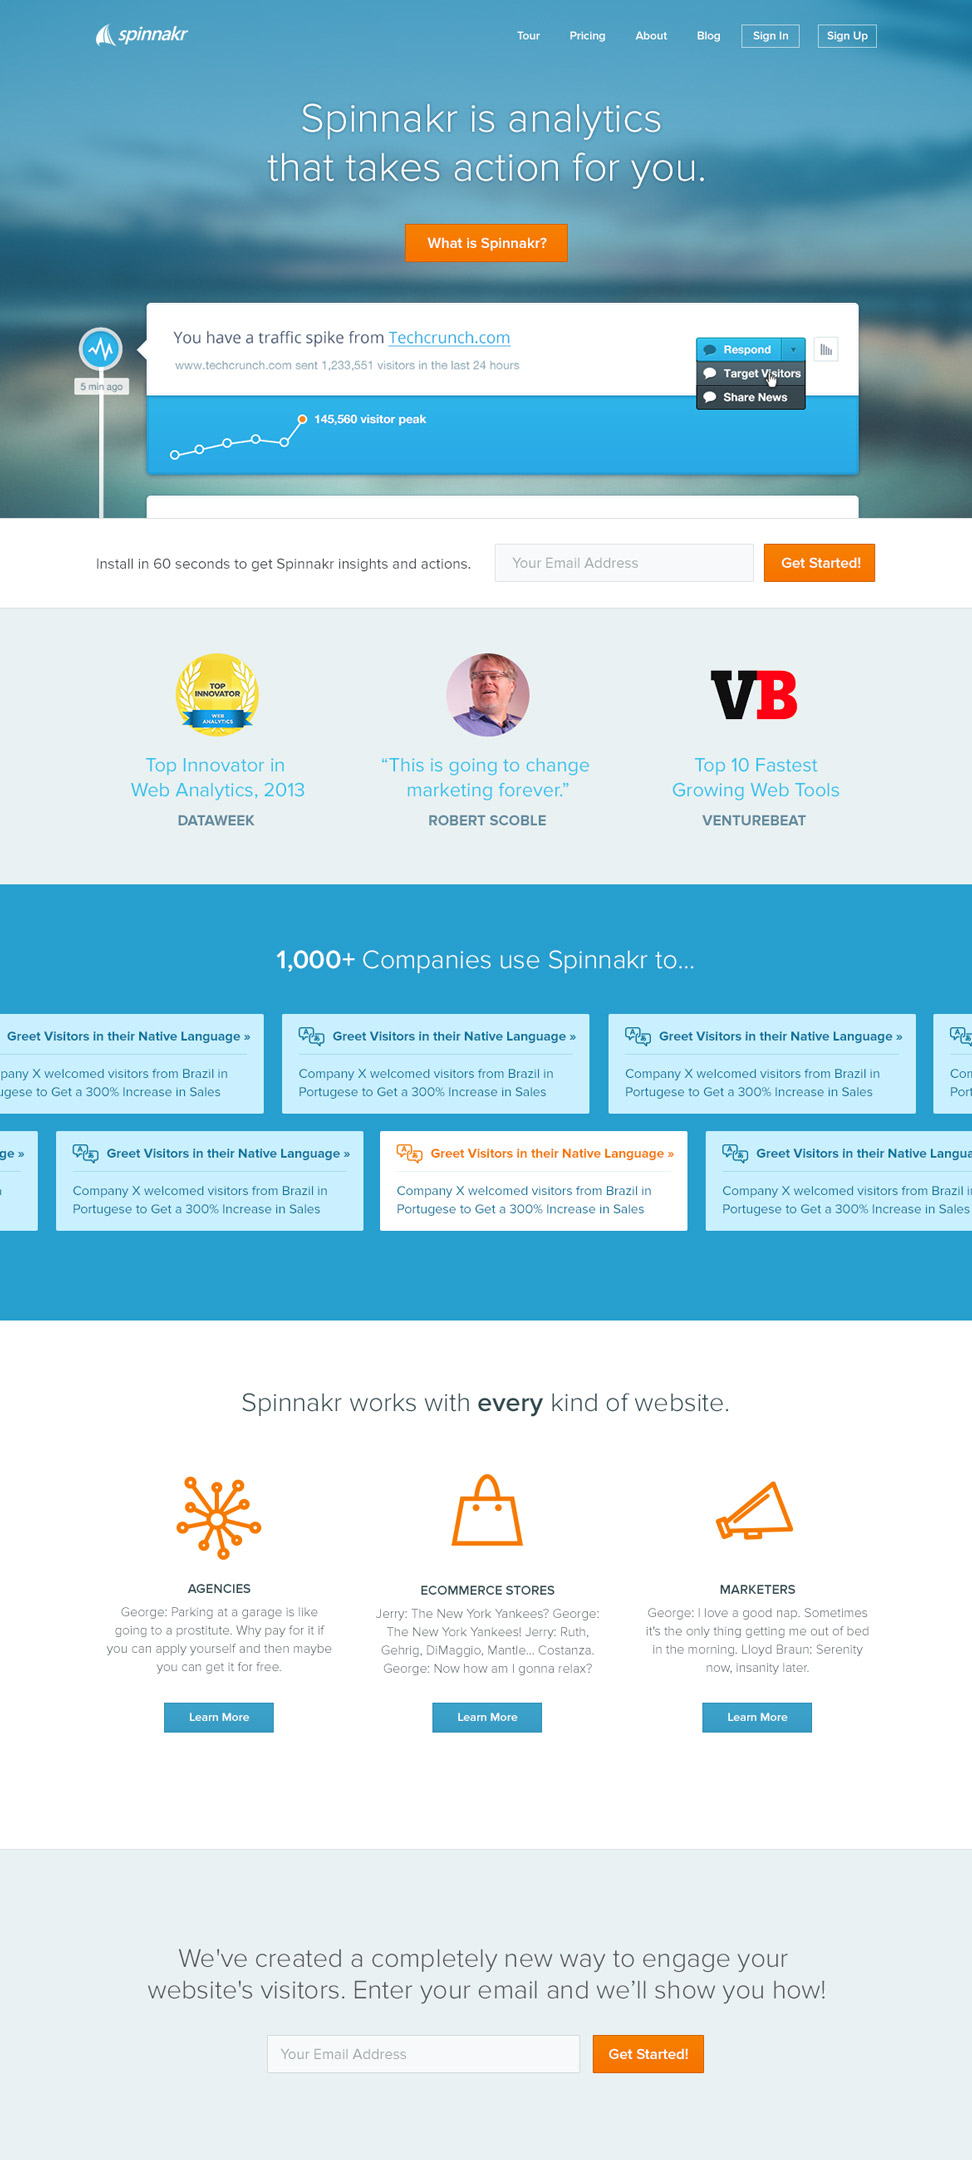 spinnakr
Tour Pricing About Blog Sign In Sign Up
Spinnakr is analytics
that takes action for you.
What is Spinnakr?
You have a traffic spike from Techcrunch.com
www.techcrunch.com sent 1,233,551 visitors in the last 24 hours
Respond
Target Visitors
Share News
5 min ago
145,560 visitor peak
Install in 60 seconds to get Spinnakr insights and actions.
Your Email Address
Get Started!
TOP
INNOVATOR
WEB
ANALYTICS
VB
Top Innovator in
Web Analytics, 2013
DATAWEEK
“This is going to change
marketing forever.”
ROBERT SCOBLE
Top 10 Fastest
Growing Web Tools
VENTUREBEAT
1,000+ Companies use Spinnakr to...
Greet Visitors in their Native Language »
pany X welcomed visitors from Brazil in
ugese to Get a 300% Increase in Sales
Greet Visitors in their Native Language »
Company X welcomed visitors from Brazil in
Portugese to Get a 300% Increase in Sales
Greet Visitors in their Native Language »
Company X welcomed visitors from Brazil in
Portugese to Get a 300% Increase in Sales
Com
Port
ge »
Greet Visitors in their Native Language »
Company X welcomed visitors from Brazil in
Portugese to Get a 300% Increase in Sales
Greet Visitors in their Native Language »
Company X welcomed visitors from Brazil in
Portugese to Get a 300% Increase in Sales
Greet Visitors in their Native Langua
Company X welcomed visitors from Brazil i
Portugese to Get a 300% Increase in Sales
Spinnakr works with every kind of website.
AGENCIES
George: Parking at a garage is like
going to a prostitute. Why pay for it if
you can apply yourself and then maybe
you can get it for free.
Learn More
ECOMMERCE STORES
Jerry: The New York Yankees? George:
The New York Yankees! Jerry: Ruth,
Gehrig, DiMaggio, Mantle... Costanza.
George: Now how am I gonna relax?
Learn More
MARKETERS
George: I love a good nap. Sometimes
it's the only thing getting me out of bed
in the morning. Lloyd Braun: Serenity
now, insanity later.
Learn More
We've created a completely new way to engage your
website's visitors. Enter your email and we’ll show you how!
Your Email Address
Get Started!